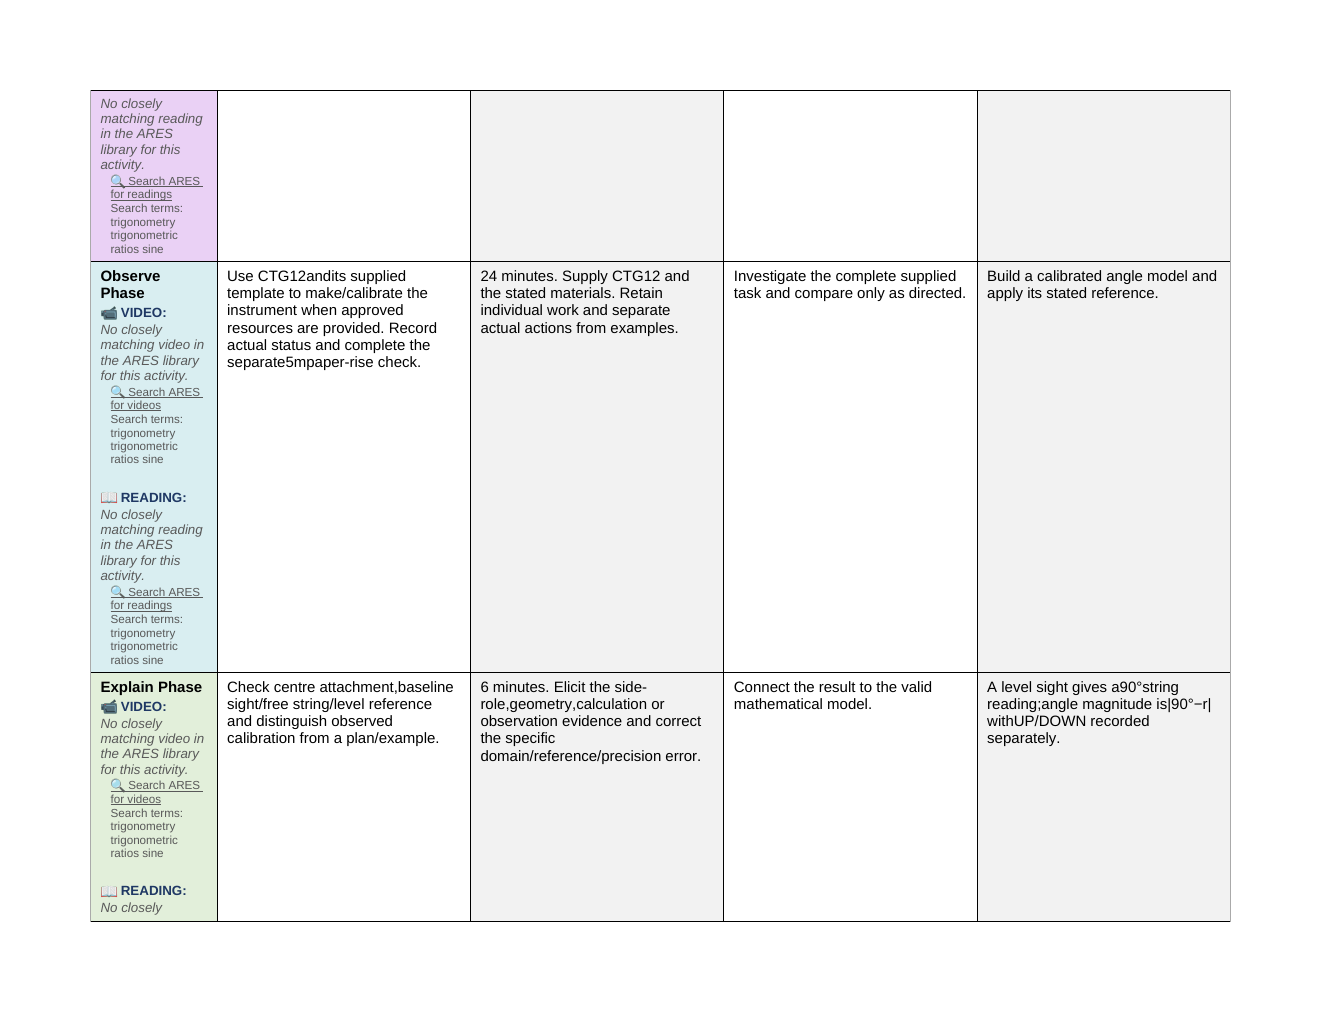 No closely
matching reading
in the ARES
library for this
activity.
🔍 Search ARES
for readings
Search terms:
trigonometry
trigonometric
ratios sine
Observe
Phase
📹 VIDEO:
No closely
matching video in
the ARES library
for this activity.
🔍 Search ARES
for videos
Search terms:
trigonometry
trigonometric
ratios sine
📖 READING:
No closely
matching reading
in the ARES
library for this
activity.
🔍 Search ARES
for readings
Search terms:
trigonometry
trigonometric
ratios sine
Use CTG12andits supplied
template to make/calibrate the
instrument when approved
resources are provided. Record
actual status and complete the
separate5mpaper-rise check.
24 minutes. Supply CTG12 and
the stated materials. Retain
individual work and separate
actual actions from examples.
Investigate the complete supplied
task and compare only as directed.
Build a calibrated angle model and
apply its stated reference.
Explain Phase
📹 VIDEO:
No closely
matching video in
the ARES library
for this activity.
🔍 Search ARES
for videos
Search terms:
trigonometry
trigonometric
ratios sine
📖 READING:
No closely
Check centre attachment,baseline
sight/free string/level reference
and distinguish observed
calibration from a plan/example.
6 minutes. Elicit the side-
role,geometry,calculation or
observation evidence and correct
the specific
domain/reference/precision error.
Connect the result to the valid
mathematical model.
A level sight gives a90°string
reading;angle magnitude is|90°−r|
withUP/DOWN recorded
separately.